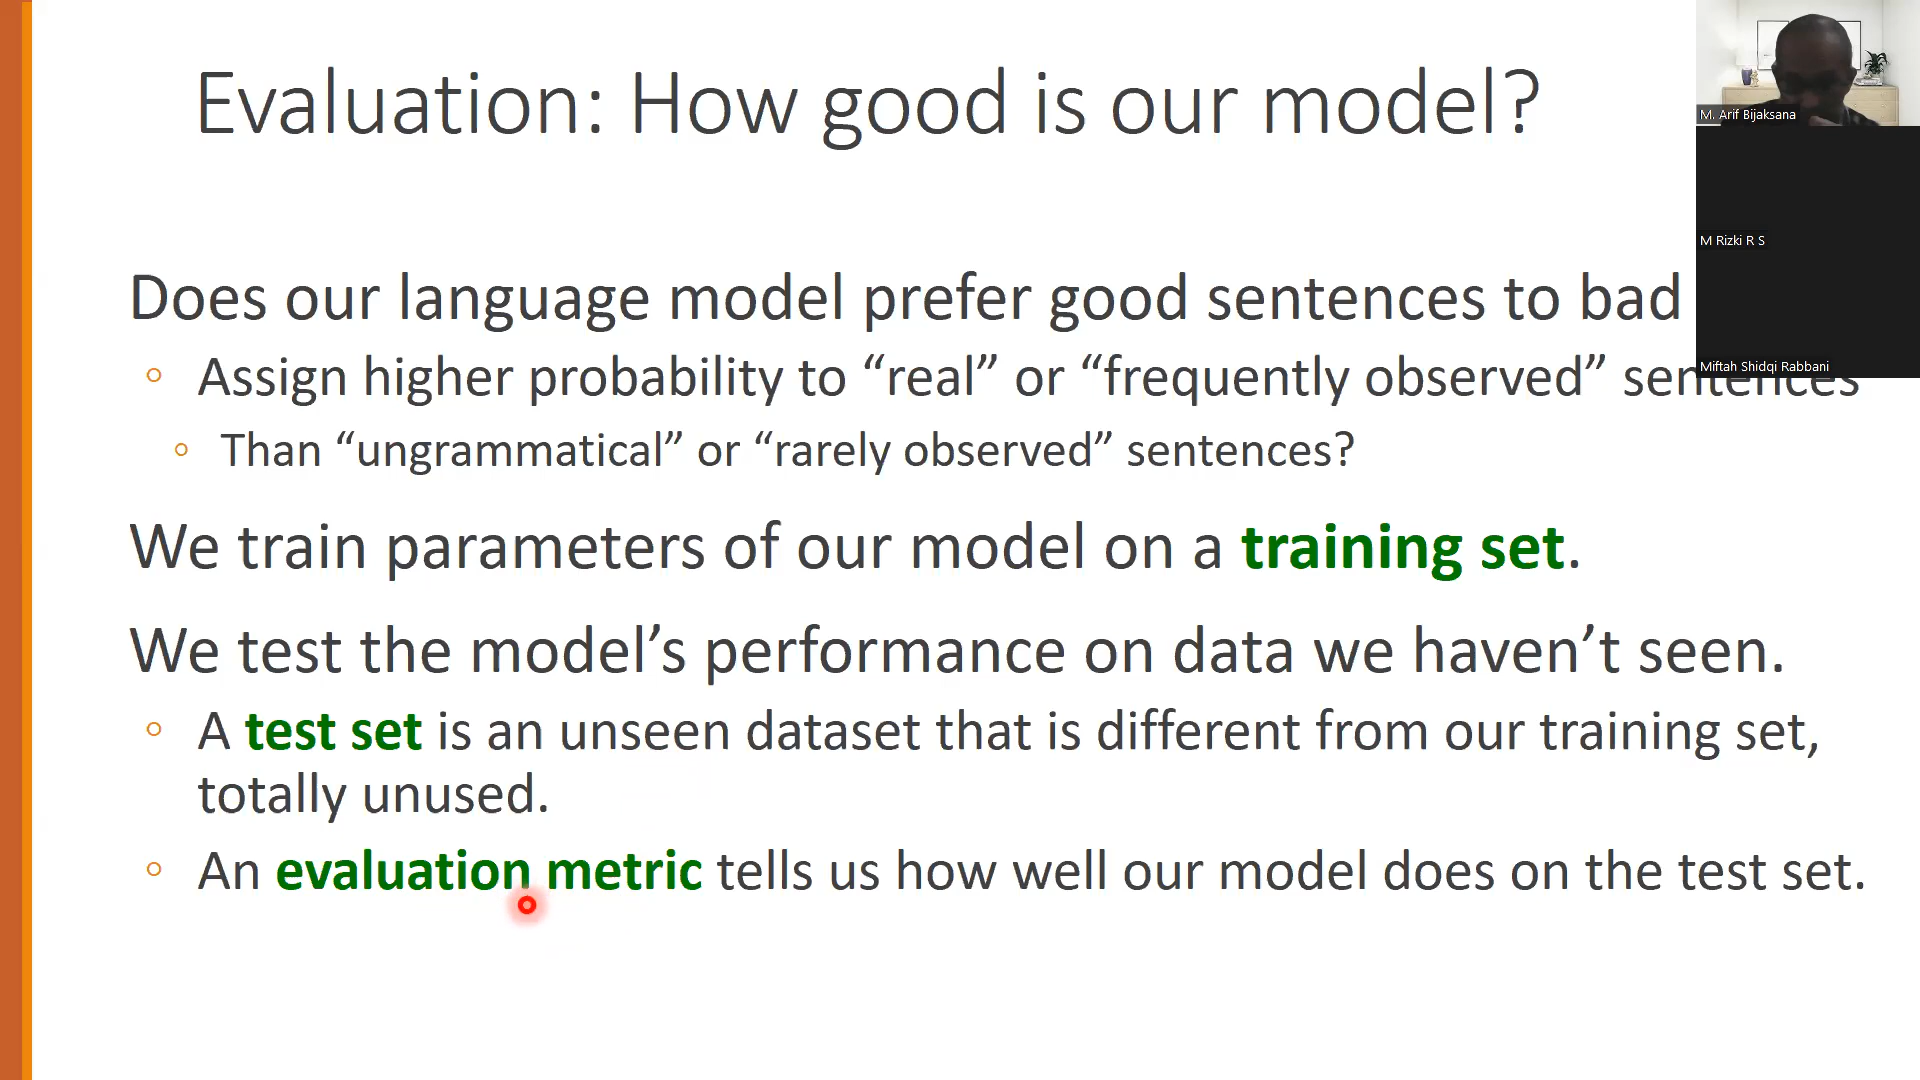 Evaluation: How good is our model?
M. Arif Bijaksana
M Rizki R S
Miftah Shidqi Rabbani
Does our language model prefer good sentences to bad
Assign higher probability to “real” or “frequently observed” sentences
Than “ungrammatical” or “rarely observed” sentences?
We train parameters of our model on a training set.
We test the model’s performance on data we haven’t seen.
A test set is an unseen dataset that is different from our training set,
totally unused.
An evaluation metric tells us how well our model does on the test set.